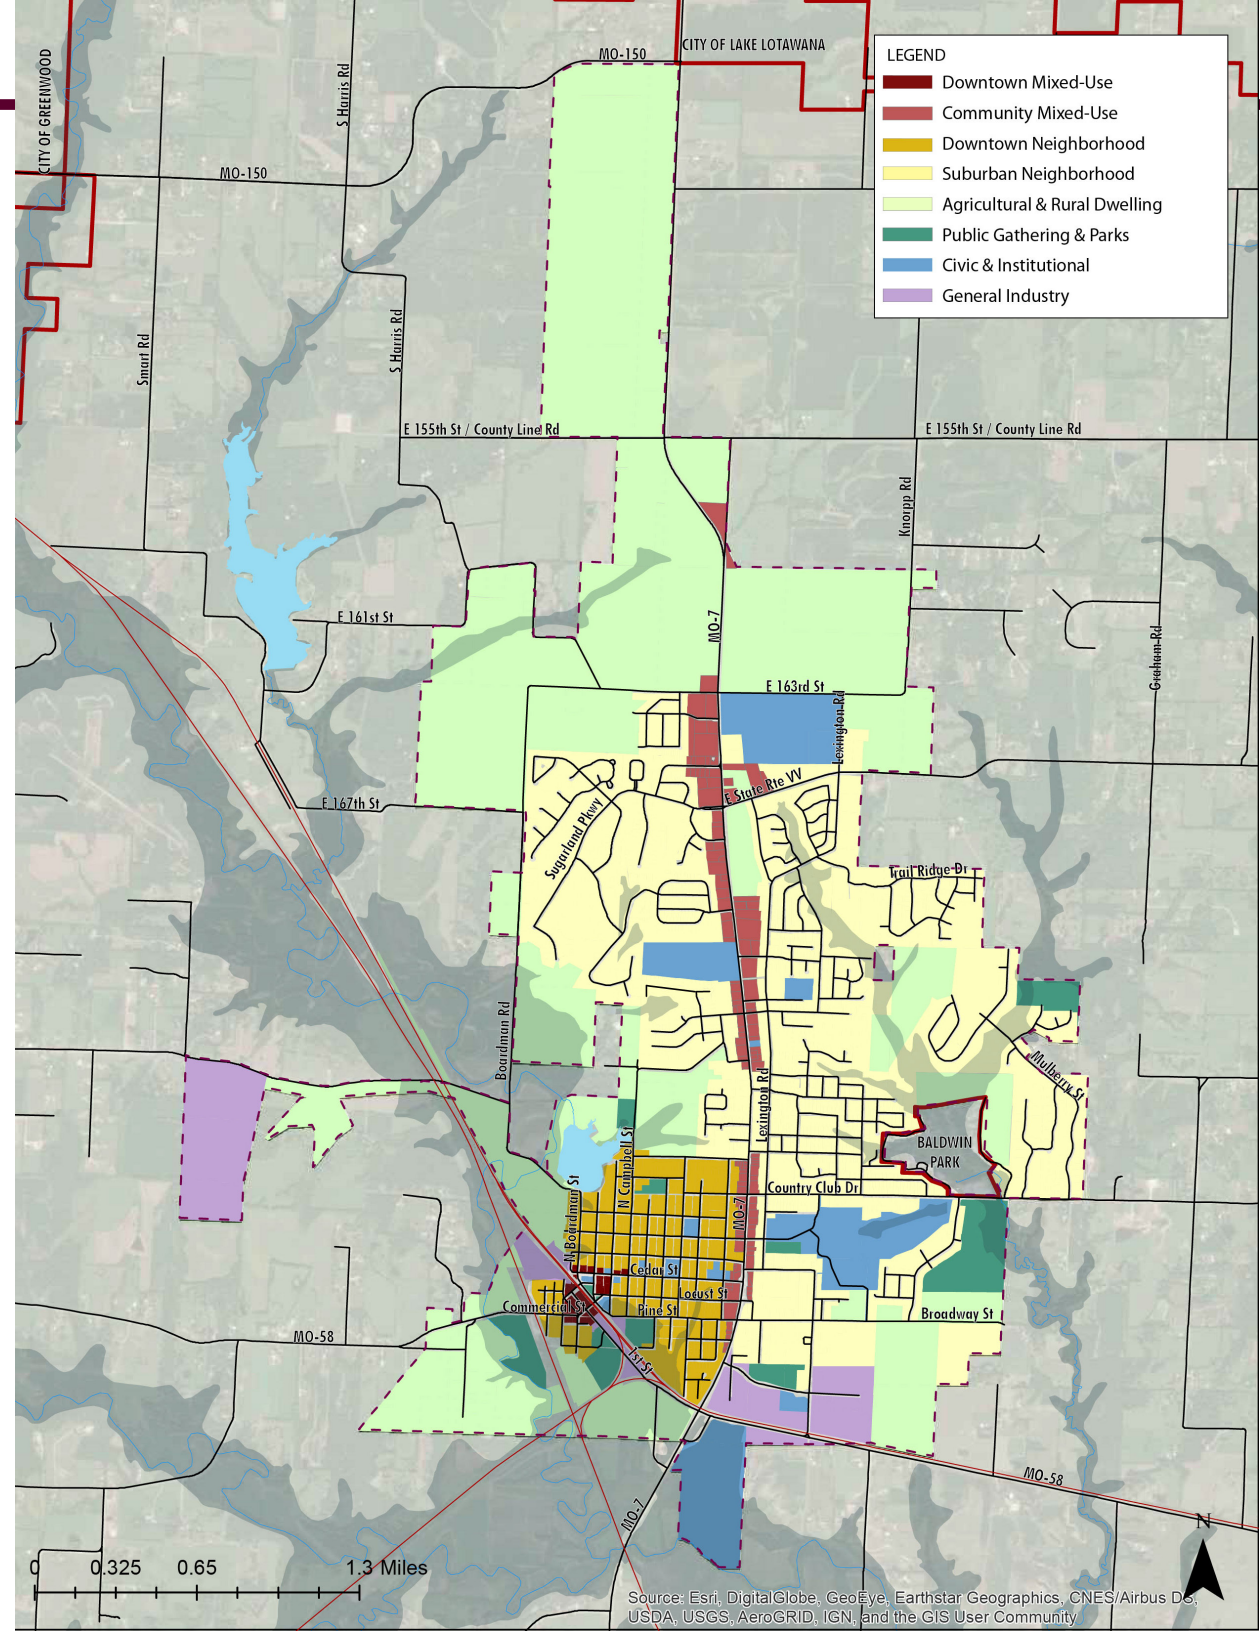 CITY OF GREENWOOD
S Harris Rd
MO-150
CITY OF LAKE LOTAWANA
LEGEND
Downtown Mixed-Use
Community Mixed-Use
Downtown Neighborhood
Suburban Neighborhood
Agricultural & Rural Dwelling
Public Gathering & Parks
Civic & Institutional
General Industry
MO-150
Smart Rd
S Harris Rd
E 155th St / County Line Rd
E 155th St / County Line Rd
Knorpp Rd
E 161st St
MO-7
Graham Rd
E 163rd St
Lexington Rd
E State Rte VV
E 167th St
Sugarland Pkwy
Trail Ridge Dr
Boardman Rd
Mulberry St
Lexington Rd
N Campbell St
BALDWIN
PARK
Country Club Dr
MO-7
N Boardman St
Cedar St
Locust St
Commercial St
Pine St
Broadway St
MO-58
1st St
MO-58
MO-7
N
0 0.325 0.65 1.3 Miles
Source: Esri, DigitalGlobe, GeoEye, Earthstar Geographics, CNES/Airbus DS,
USDA, USGS, AeroGRID, IGN, and the GIS User Community